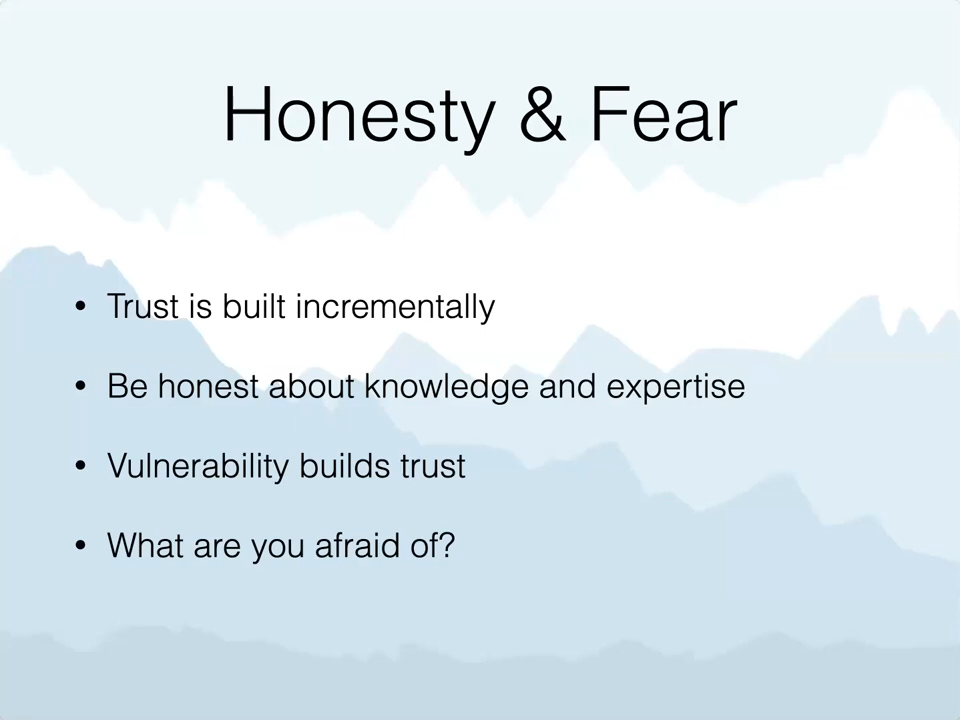 Honesty & Fear
• Trust is built incrementally
• Be honest about knowledge and expertise
• Vulnerability builds trust
• What are you afraid of?